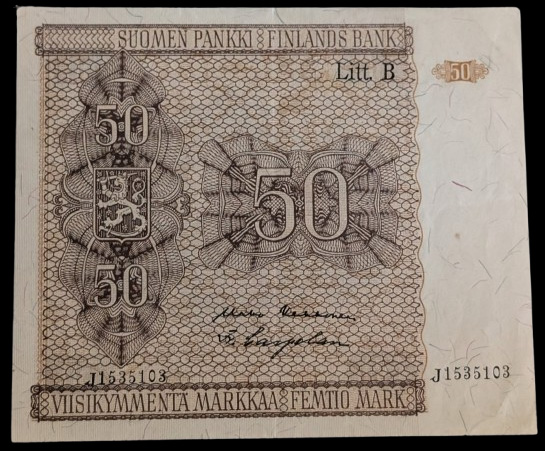 SUOMEN PANKKI FINLANDS BANK
Litt. B
50
50
50
50
J1535103
J1535103
VIISIKYMMENTÄ MARKKAA FEMTIO MARK